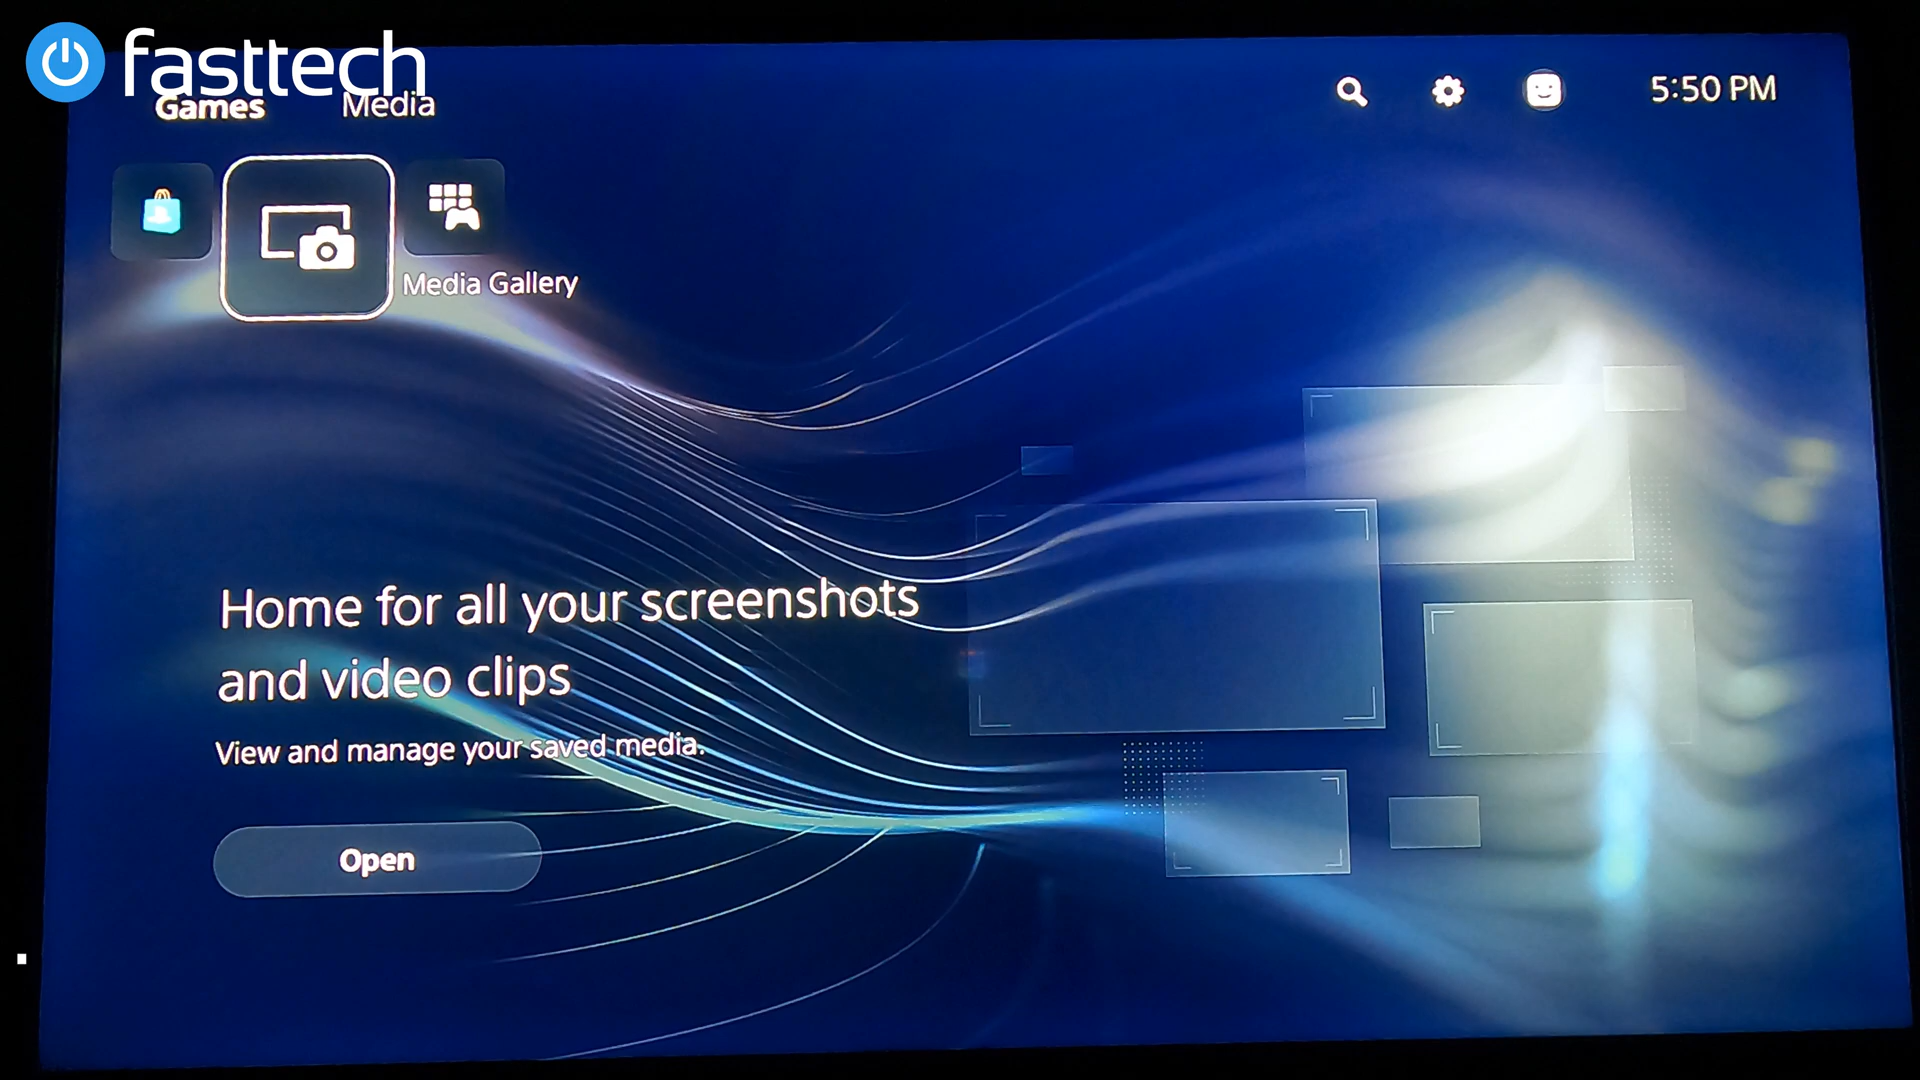 fasttech
Games
Media
5:50 PM
Media Gallery
Home for all your screenshots
and video clips
View and manage your saved media.
Open